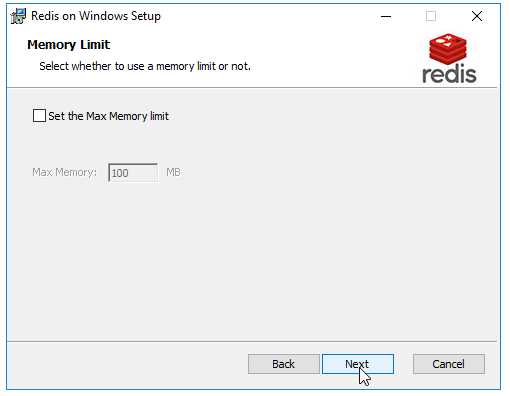 Redis on Windows Setup
Memory Limit
Select whether to use a memory limit or not.
redis
Set the Max Memory limit
Max Memory: 100 MB
Back Next Cancel